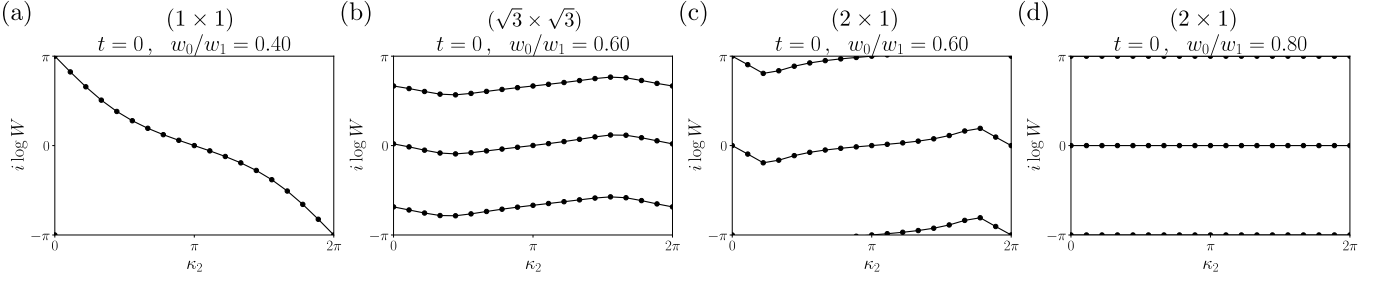 (a)
(1 × 1)
t = 0 , w₀/w₁ = 0.40
π
0
−π
i log W
0
π
2π
κ₂
(b)
(√3 × √3)
t = 0 , w₀/w₁ = 0.60
π
0
−π
i log W
0
π
2π
κ₂
(c)
(2 × 1)
t = 0 , w₀/w₁ = 0.60
π
0
−π
i log W
0
π
2π
κ₂
(d)
(2 × 1)
t = 0 , w₀/w₁ = 0.80
π
0
−π
i log W
0
π
2π
κ₂